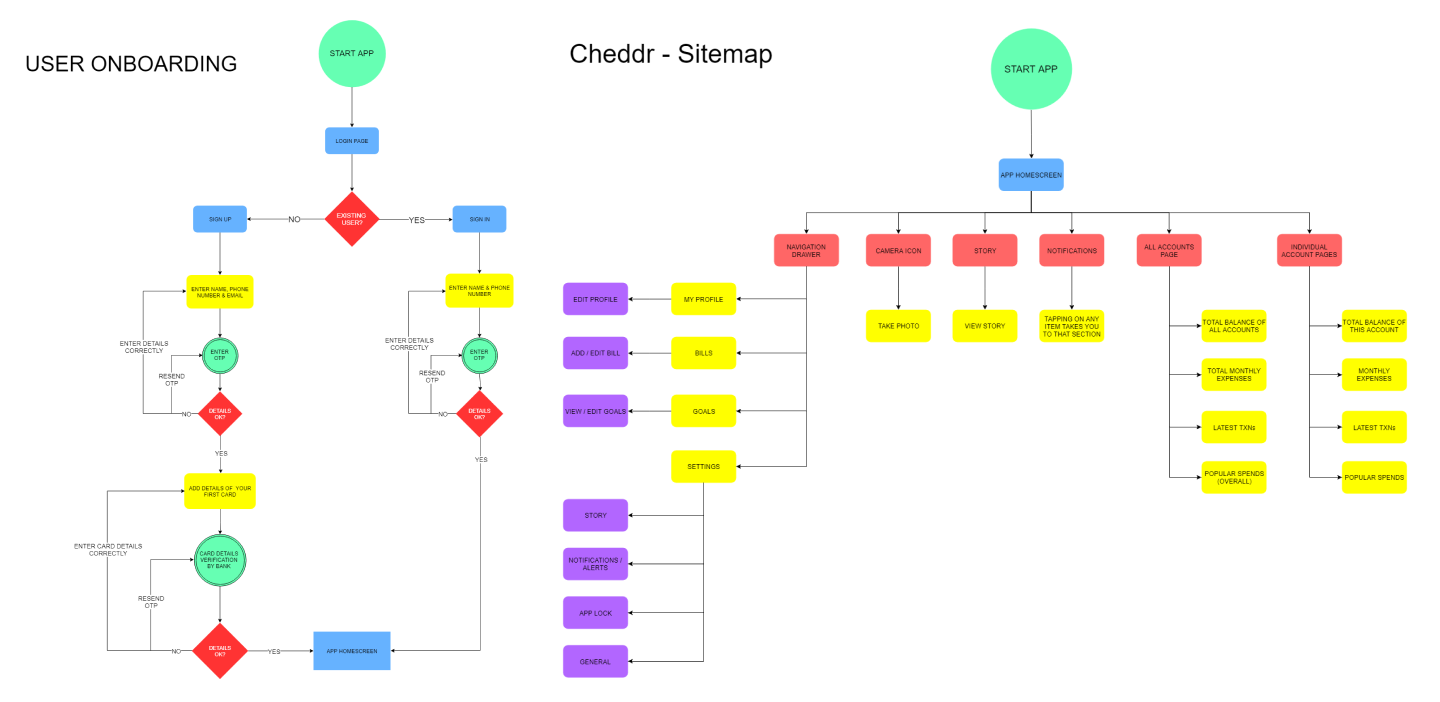 USER ONBOARDING
START APP
LOGIN PAGE
EXISTING
USER?
NO
YES
SIGN UP
SIGN IN
ENTER NAME, PHONE
NUMBER & EMAIL
ENTER NAME & PHONE
NUMBER
ENTER DETAILS
CORRECTLY
ENTER
OTP
RESEND
OTP
DETAILS
OK?
NO
YES
ENTER DETAILS
CORRECTLY
ENTER
OTP
RESEND
OTP
DETAILS
OK?
NO
YES
ADD DETAILS OF YOUR
FIRST CARD
ENTER CARD DETAILS
CORRECTLY
CARD DETAILS
VERIFICATION
BY BANK
RESEND
OTP
DETAILS
OK?
NO
YES
APP HOMESCREEN
Cheddr - Sitemap
START APP
APP HOMESCREEN
NAVIGATION
DRAWER
CAMERA ICON
STORY
NOTIFICATIONS
ALL ACCOUNTS
PAGE
INDIVIDUAL
ACCOUNT PAGES
EDIT PROFILE
MY PROFILE
ADD / EDIT BILL
BILLS
VIEW / EDIT GOALS
GOALS
SETTINGS
STORY
NOTIFICATIONS /
ALERTS
APP LOCK
GENERAL
TAKE PHOTO
VIEW STORY
TAPPING ON ANY
ITEM TAKES YOU
TO THAT SECTION
TOTAL BALANCE OF
ALL ACCOUNTS
TOTAL MONTHLY
EXPENSES
LATEST TXNs
POPULAR SPENDS
(OVERALL)
TOTAL BALANCE OF
THIS ACCOUNT
MONTHLY
EXPENSES
LATEST TXNs
POPULAR SPENDS